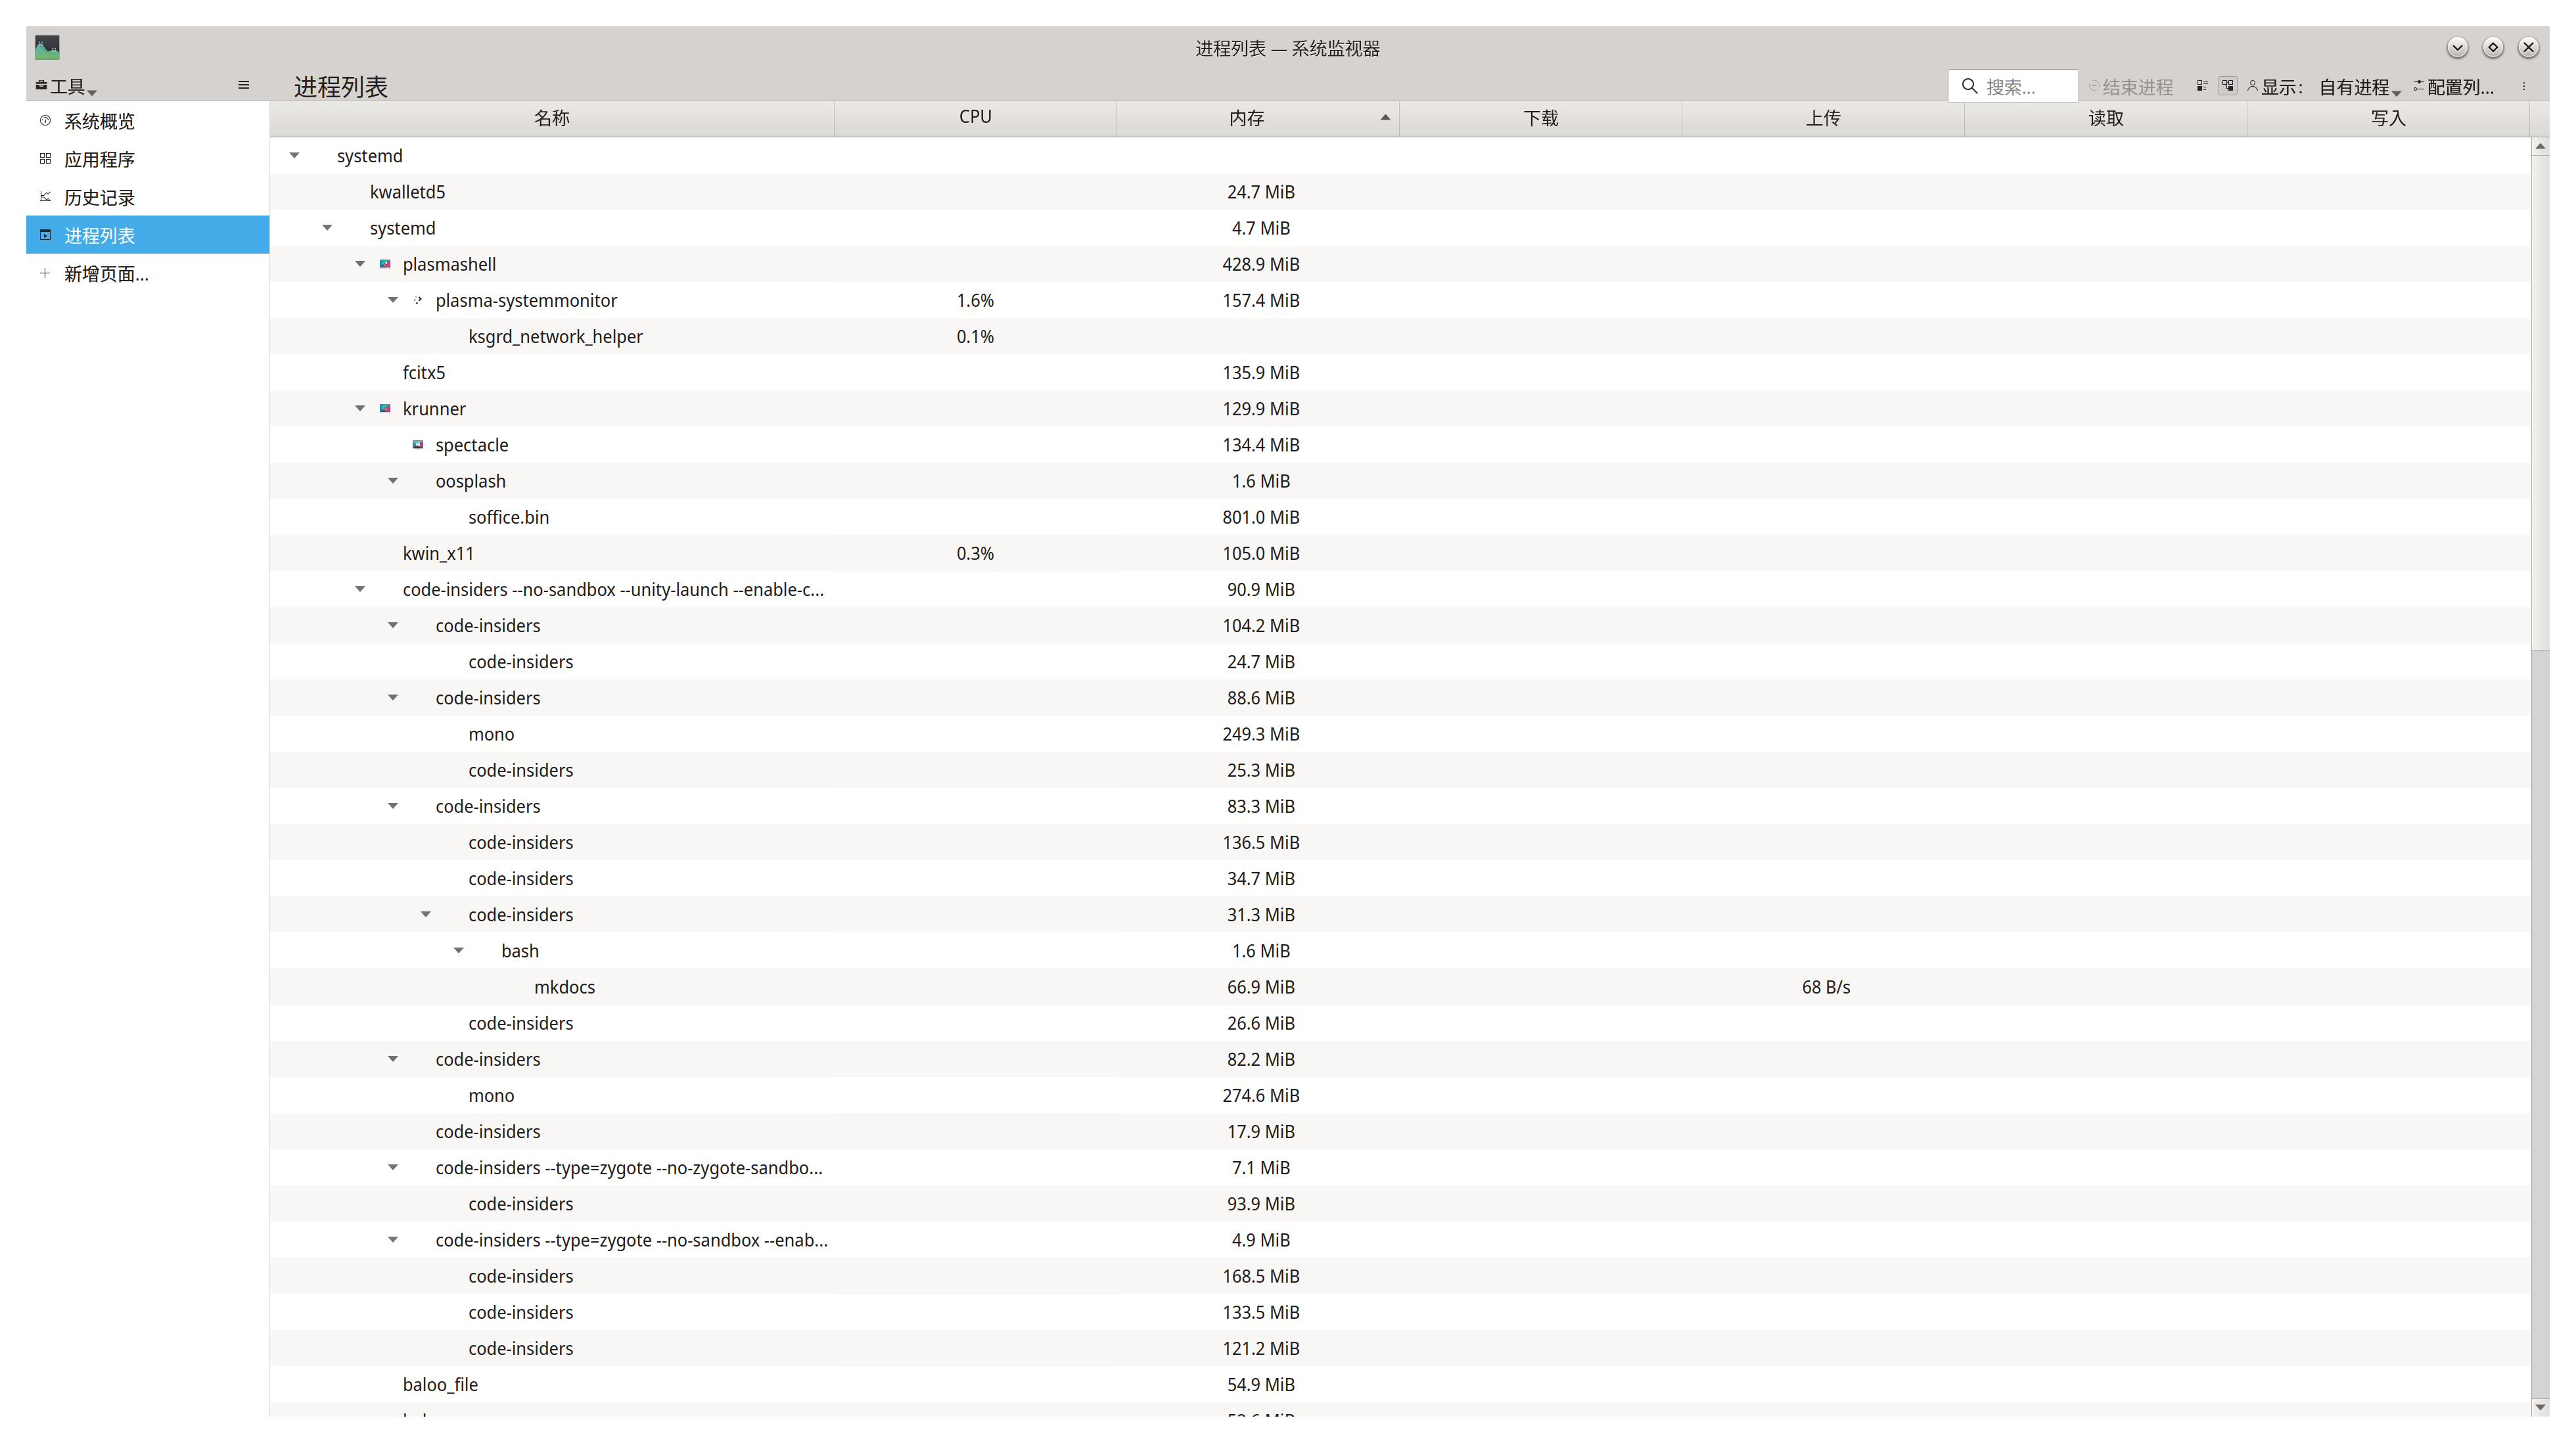 进程列表 — 系统监视器
工具 进程列表 搜索... 结束进程 显示： 自有进程 配置列...
系统概览
应用程序
历史记录
进程列表
新增页面...
名称 CPU 内存 下载 上传 读取 写入
systemd
kwalletd5 24.7 MiB
systemd 4.7 MiB
plasmashell 428.9 MiB
plasma-systemmonitor 1.6% 157.4 MiB
ksgrd_network_helper 0.1%
fcitx5 135.9 MiB
krunner 129.9 MiB
spectacle 134.4 MiB
oosplash 1.6 MiB
soffice.bin 801.0 MiB
kwin_x11 0.3% 105.0 MiB
code-insiders --no-sandbox --unity-launch --enable-c... 90.9 MiB
code-insiders 104.2 MiB
code-insiders 24.7 MiB
code-insiders 88.6 MiB
mono 249.3 MiB
code-insiders 25.3 MiB
code-insiders 83.3 MiB
code-insiders 136.5 MiB
code-insiders 34.7 MiB
code-insiders 31.3 MiB
bash 1.6 MiB
mkdocs 66.9 MiB 68 B/s
code-insiders 26.6 MiB
code-insiders 82.2 MiB
mono 274.6 MiB
code-insiders 17.9 MiB
code-insiders --type=zygote --no-zygote-sandbo... 7.1 MiB
code-insiders 93.9 MiB
code-insiders --type=zygote --no-sandbox --enab... 4.9 MiB
code-insiders 168.5 MiB
code-insiders 133.5 MiB
code-insiders 121.2 MiB
baloo_file 54.9 MiB